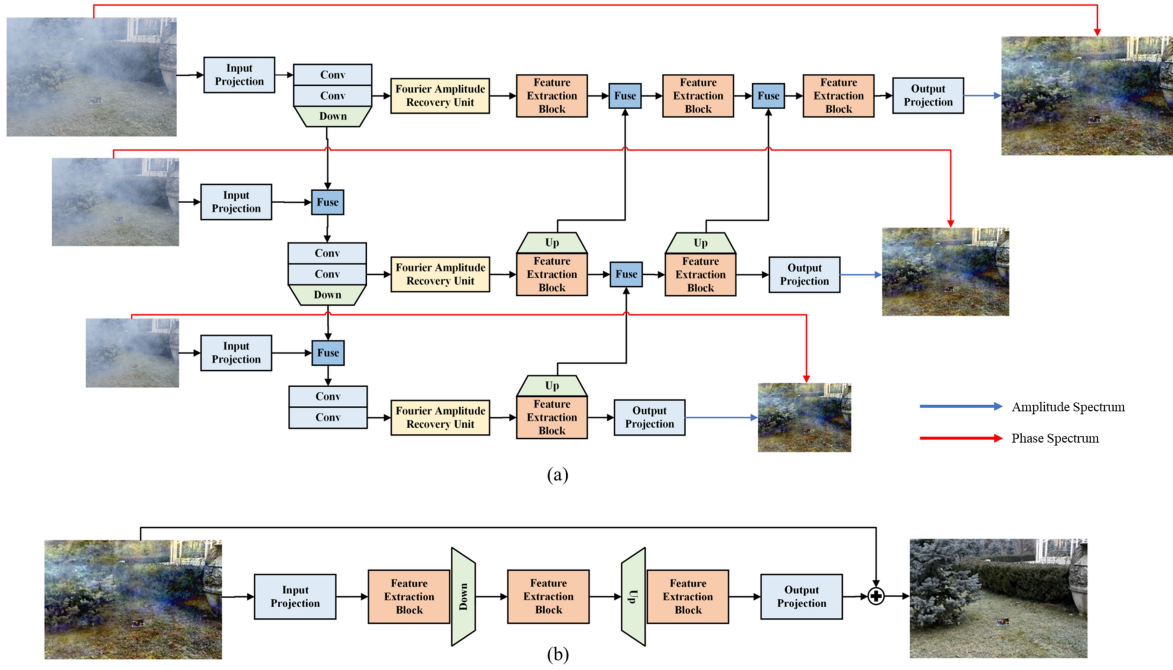 Input
Projection
Conv
Conv
Down
Fourier Amplitude
Recovery Unit
Feature
Extraction
Block
Fuse
Feature
Extraction
Block
Fuse
Feature
Extraction
Block
Output
Projection
Input
Projection
Fuse
Conv
Conv
Down
Fourier Amplitude
Recovery Unit
Up
Feature
Extraction
Block
Fuse
Up
Feature
Extraction
Block
Output
Projection
Input
Projection
Fuse
Conv
Conv
Fourier Amplitude
Recovery Unit
Up
Feature
Extraction
Block
Output
Projection
Amplitude Spectrum
Phase Spectrum
(a)
Input
Projection
Feature
Extraction
Block
Down
Feature
Extraction
Block
Up
Feature
Extraction
Block
Output
Projection
(b)